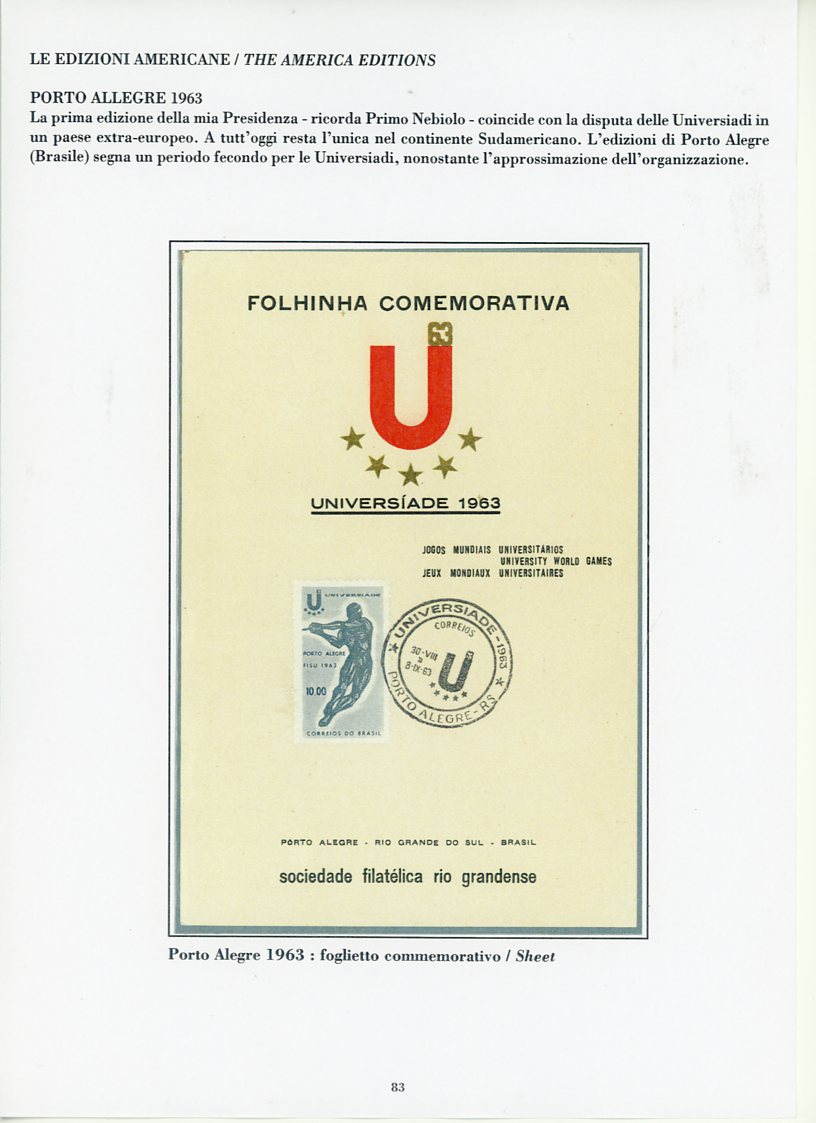 LE EDIZIONI AMERICANE / THE AMERICA EDITIONS
PORTO ALLEGRE 1963
La prima edizione della mia Presidenza - ricorda Primo Nebiolo - coincide con la disputa delle Universiadi in
un paese extra-europeo. A tutt'oggi resta l'unica nel continente Sudamericano. L'edizioni di Porto Alegre
(Brasile) segna un periodo fecondo per le Universiadi, nonostante l'approssimazione dell'organizzazione.
FOLHINHA COMEMORATIVA
63
U
UNIVERSÍADE 1963
JOGOS MUNDIAIS UNIVERSITÁRIOS
UNIVERSITY WORLD GAMES
JEUX MONDIAUX UNIVERSITAIRES
U UNIVERSIADE
PORTO ALEGRE
FISU 1963
10,00
CORREIOS DO BRASIL
UNIVERSIADE-1963
CORREIOS
30-VIII
a
8-IX-63
U
PORTO ALEGRE-RS
PÔRTO ALEGRE - RIO GRANDE DO SUL - BRASIL
sociedade filatélica rio grandense
Porto Alegre 1963 : foglietto commemorativo / Sheet
83